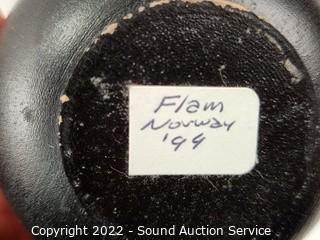 Flam
Norway
'99
Copyright 2022 - Sound Auction Service